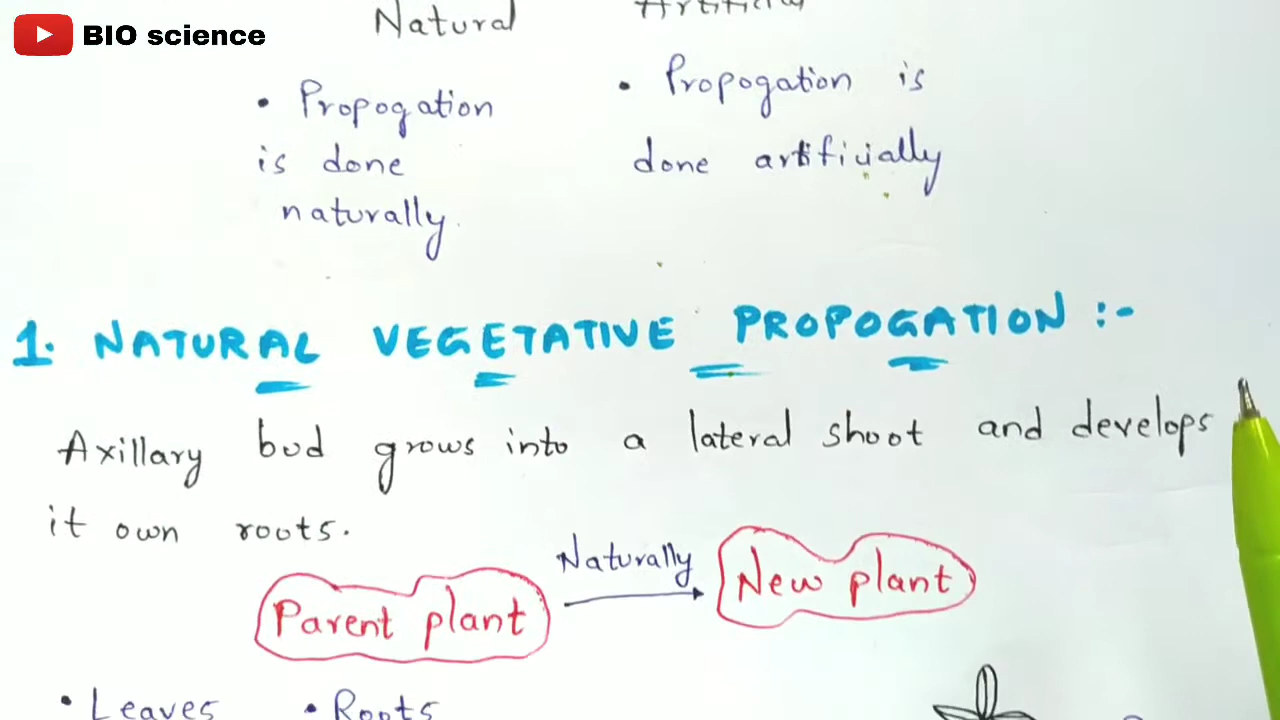 BIO science
Natural
Artificial
• Propogation
is done
naturally.
• Propogation is
done artificially
1. NATURAL VEGETATIVE PROPOGATION :-
Axillary bud grows into a lateral shoot and develops
it own roots.
Parent plant
Naturally
New plant
• Leaves • Roots